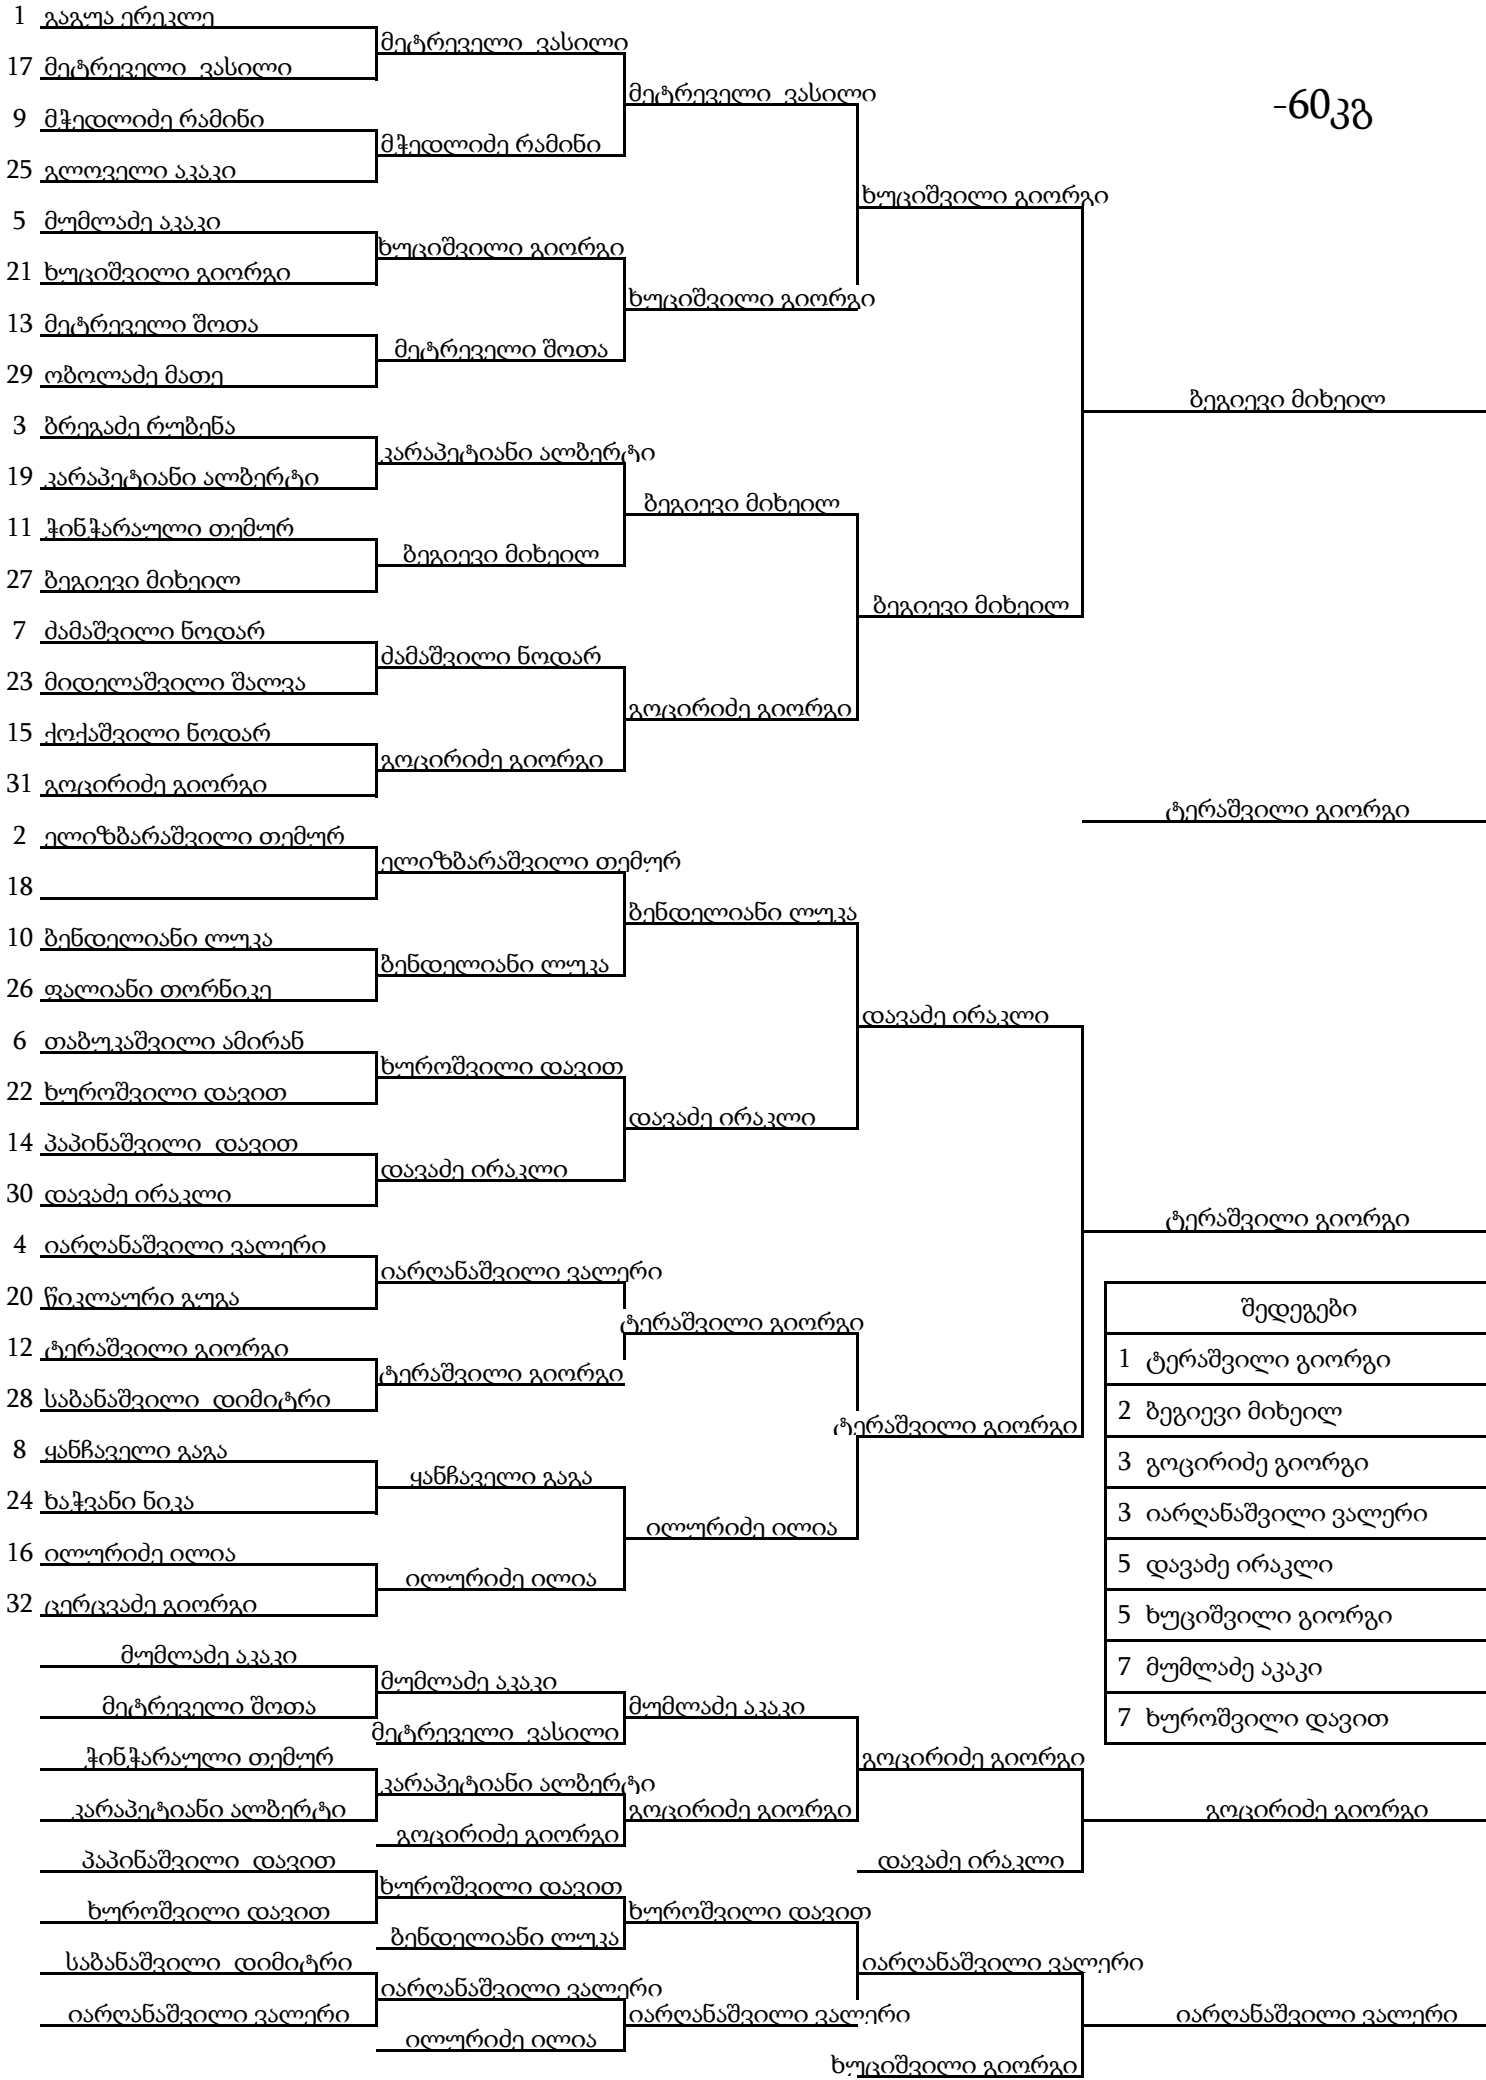 1 გაგუა ერეკლე
მეტრეველი ვასილი
17 მეტრეველი ვასილი
მეტრეველი ვასილი
-60კგ
9 მჭედლიძე რამინი
მჭედლიძე რამინი
25 გლოველი აკაკი
ხუციშვილი გიორგი
5 მუმლაძე აკაკი
ხუციშვილი გიორგი
21 ხუციშვილი გიორგი
ხუციშვილი გიორგი
13 მეტრეველი შოთა
მეტრეველი შოთა
29 ობოლაძე მათე
ბეგიევი მიხეილ
3 ბრეგაძე რუბენა
კარაპეტიანი ალბერტი
19 კარაპეტიანი ალბერტი
ბეგიევი მიხეილ
11 ჭინჭარაული თემურ
ბეგიევი მიხეილ
27 ბეგიევი მიხეილ
ბეგიევი მიხეილ
7 ძამაშვილი ნოდარ
ძამაშვილი ნოდარ
23 მიდელაშვილი შალვა
გოცირიძე გიორგი
15 ქოქაშვილი ნოდარ
გოცირიძე გიორგი
31 გოცირიძე გიორგი
ტერაშვილი გიორგი
2 ელიზბარაშვილი თემურ
ელიზბარაშვილი თემურ
18
ბენდელიანი ლუკა
10 ბენდელიანი ლუკა
ბენდელიანი ლუკა
26 ფალიანი თორნიკე
დავაძე ირაკლი
6 თაბუკაშვილი ამირან
ხუროშვილი დავით
22 ხუროშვილი დავით
დავაძე ირაკლი
14 პაპინაშვილი დავით
დავაძე ირაკლი
30 დავაძე ირაკლი
ტერაშვილი გიორგი
4 იარღანაშვილი ვალერი
იარღანაშვილი ვალერი
20 წიკლაური გუგა
ტერაშვილი გიორგი
12 ტერაშვილი გიორგი
ტერაშვილი გიორგი
28 საბანაშვილი დიმიტრი
ტერაშვილი გიორგი
8 ყანჩაველი გაგა
ყანჩაველი გაგა
24 ხაჭვანი ნიკა
ილურიძე ილია
16 ილურიძე ილია
ილურიძე ილია
32 ცერცვაძე გიორგი
შედეგები
1 ტერაშვილი გიორგი
2 ბეგიევი მიხეილ
3 გოცირიძე გიორგი
3 იარღანაშვილი ვალერი
5 დავაძე ირაკლი
5 ხუციშვილი გიორგი
7 მუმლაძე აკაკი
7 ხუროშვილი დავით
მუმლაძე აკაკი
მუმლაძე აკაკი
მეტრეველი შოთა
მუმლაძე აკაკი
მეტრეველი ვასილი
ჭინჭარაული თემურ
გოცირიძე გიორგი
კარაპეტიანი ალბერტი
კარაპეტიანი ალბერტი
გოცირიძე გიორგი
გოცირიძე გიორგი
გოცირიძე გიორგი
პაპინაშვილი დავით
დავაძე ირაკლი
ხუროშვილი დავით
ხუროშვილი დავით
ხუროშვილი დავით
ბენდელიანი ლუკა
საბანაშვილი დიმიტრი
იარღანაშვილი ვალერი
იარღანაშვილი ვალერი
იარღანაშვილი ვალერი
იარღანაშვილი ვალერი
იარღანაშვილი ვალერი
ილურიძე ილია
ხუციშვილი გიორგი